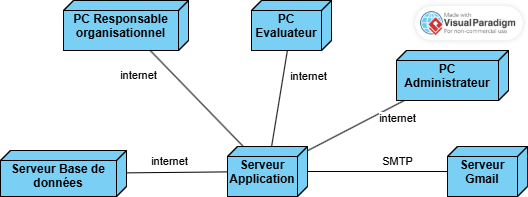 PC Responsable
organisationnel
PC
Evaluateur
Made with
Visual Paradigm
For non-commercial use
PC
Administrateur
internet
internet
internet
Serveur Base de
données
internet
Serveur
Application
SMTP
Serveur
Gmail